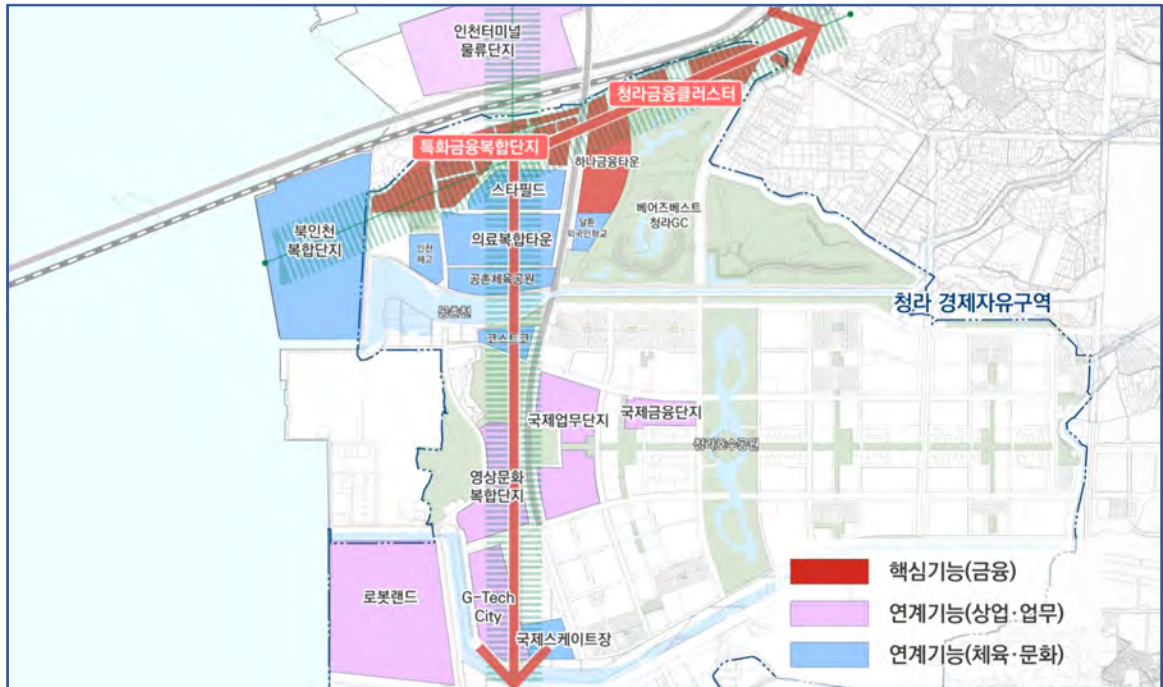 인천터미널
물류단지
청라금융클러스터
특화금융복합단지
하나금융타운
스타필드
베어즈베스트
청라GC
달튼
외국인학교
북인천
복합단지
의료복합타운
인천
체고
공촌체육공원
공촌천
청라 경제자유구역
코스트코
국제업무단지
국제금융단지
청라호수공원
영상문화
복합단지
로봇랜드
G-Tech
City
국제스케이트장
핵심기능(금융)
연계기능(상업·업무)
연계기능(체육·문화)